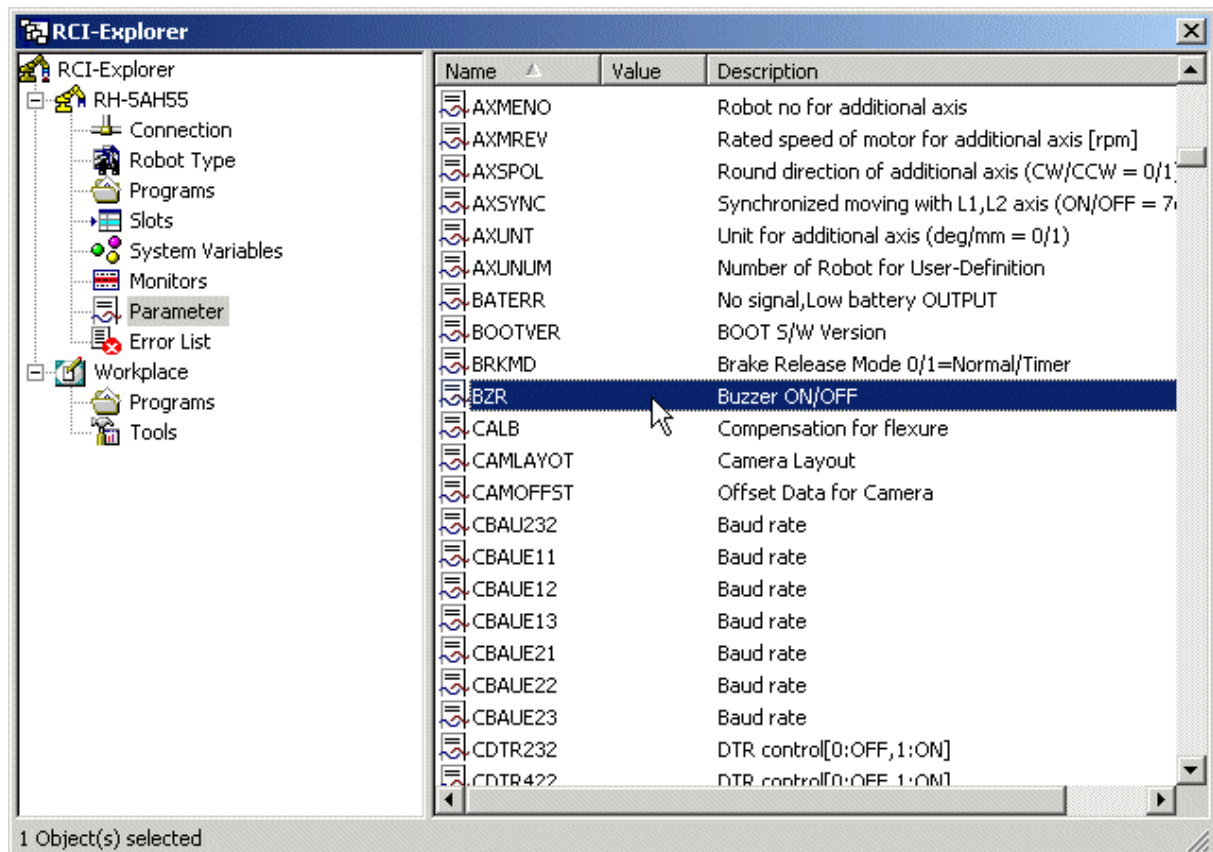 RCI-Explorer
RCI-Explorer
RH-5AH55
Connection
Robot Type
Programs
Slots
System Variables
Monitors
Parameter
Error List
Workplace
Programs
Tools
Name Value Description
AXMENO Robot no for additional axis
AXMREV Rated speed of motor for additional axis [rpm]
AXSPOL Round direction of additional axis (CW/CCW = 0/1)
AXSYNC Synchronized moving with L1,L2 axis (ON/OFF =
AXUNT Unit for additional axis (deg/mm = 0/1)
AXUNUM Number of Robot for User-Definition
BATERR No signal,Low battery OUTPUT
BOOTVER BOOT S/W Version
BRKMD Brake Release Mode 0/1=Normal/Timer
BZR Buzzer ON/OFF
CALB Compensation for flexure
CAMLAYOT Camera Layout
CAMOFFST Offset Data for Camera
CBAU232 Baud rate
CBAUE11 Baud rate
CBAUE12 Baud rate
CBAUE13 Baud rate
CBAUE21 Baud rate
CBAUE22 Baud rate
CBAUE23 Baud rate
CDTR232 DTR control[0:OFF,1:ON]
CDTR422 DTR control[0:OFF,1:ON]
1 Object(s) selected